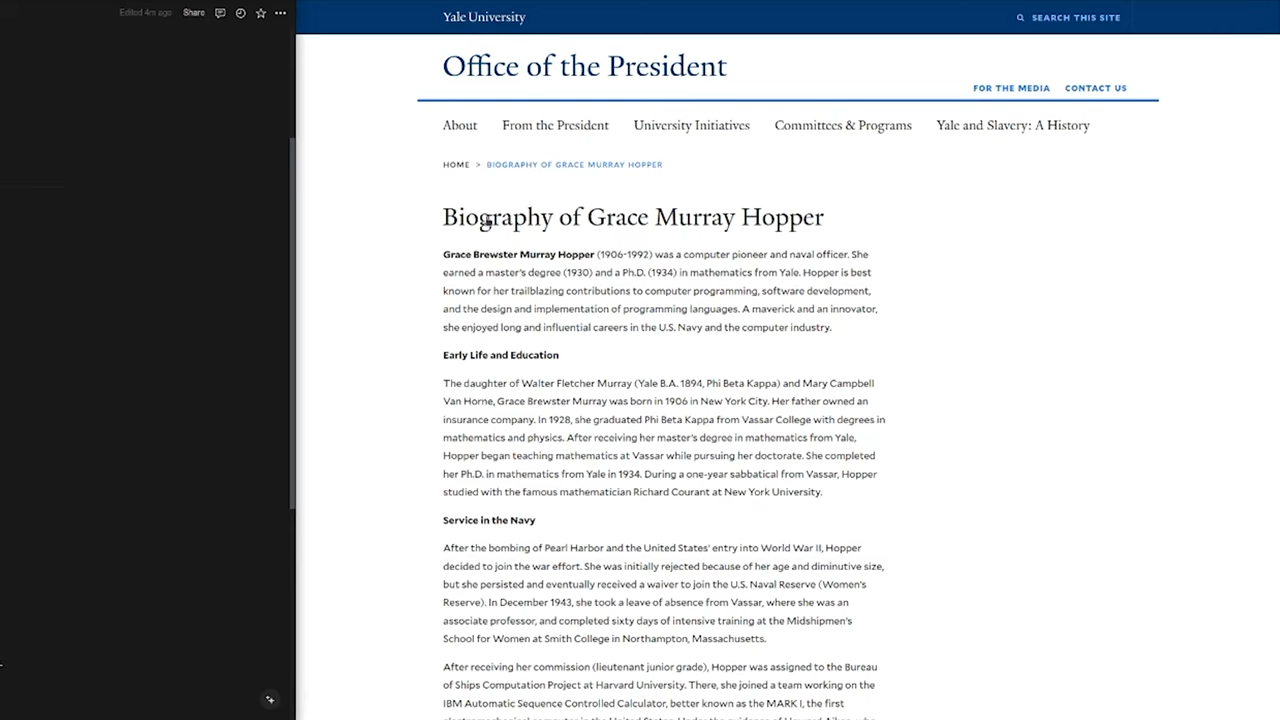 Edited 4m ago Share
Yale University
SEARCH THIS SITE
Office of the President
FOR THE MEDIA CONTACT US
About From the President University Initiatives Committees & Programs Yale and Slavery: A History
HOME > BIOGRAPHY OF GRACE MURRAY HOPPER
Biography of Grace Murray Hopper
Grace Brewster Murray Hopper (1906-1992) was a computer pioneer and naval officer. She
earned a master's degree (1930) and a Ph.D. (1934) in mathematics from Yale. Hopper is best
known for her trailblazing contributions to computer programming, software development,
and the design and implementation of programming languages. A maverick and an innovator,
she enjoyed long and influential careers in the U.S. Navy and the computer industry.
Early Life and Education
The daughter of Walter Fletcher Murray (Yale B.A. 1894, Phi Beta Kappa) and Mary Campbell
Van Horne, Grace Brewster Murray was born in 1906 in New York City. Her father owned an
insurance company. In 1928, she graduated Phi Beta Kappa from Vassar College with degrees in
mathematics and physics. After receiving her master's degree in mathematics from Yale,
Hopper began teaching mathematics at Vassar while pursuing her doctorate. She completed
her Ph.D. in mathematics from Yale in 1934. During a one-year sabbatical from Vassar, Hopper
studied with the famous mathematician Richard Courant at New York University.
Service in the Navy
After the bombing of Pearl Harbor and the United States' entry into World War II, Hopper
decided to join the war effort. She was initially rejected because of her age and diminutive size,
but she persisted and eventually received a waiver to join the U.S. Naval Reserve (Women's
Reserve). In December 1943, she took a leave of absence from Vassar, where she was an
associate professor, and completed sixty days of intensive training at the Midshipmen's
School for Women at Smith College in Northampton, Massachusetts.
After receiving her commission (lieutenant junior grade), Hopper was assigned to the Bureau
of Ships Computation Project at Harvard University. There, she joined a team working on the
IBM Automatic Sequence Controlled Calculator, better known as the MARK I, the first